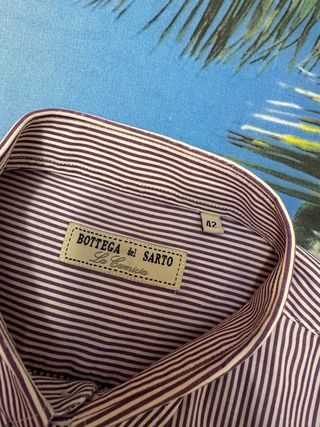 BOTTEGA del SARTO
La Camicia
42